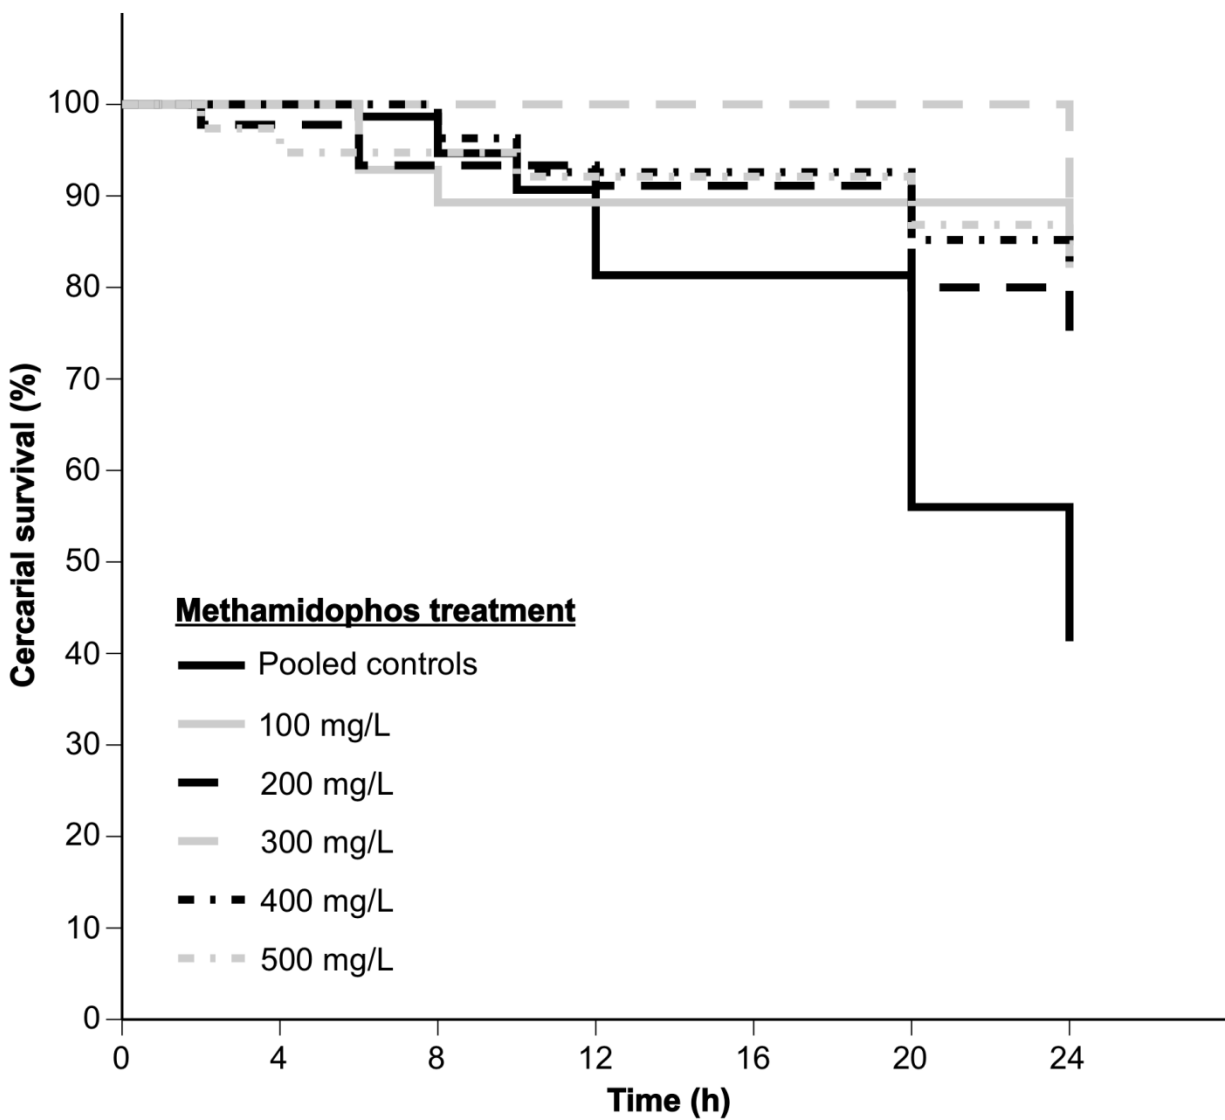 Cercarial survival (%)
100
90
80
70
60
50
40
30
20
10
0
Methamidophos treatment
Pooled controls
100 mg/L
200 mg/L
300 mg/L
400 mg/L
500 mg/L
0 4 8 12 16 20 24
Time (h)